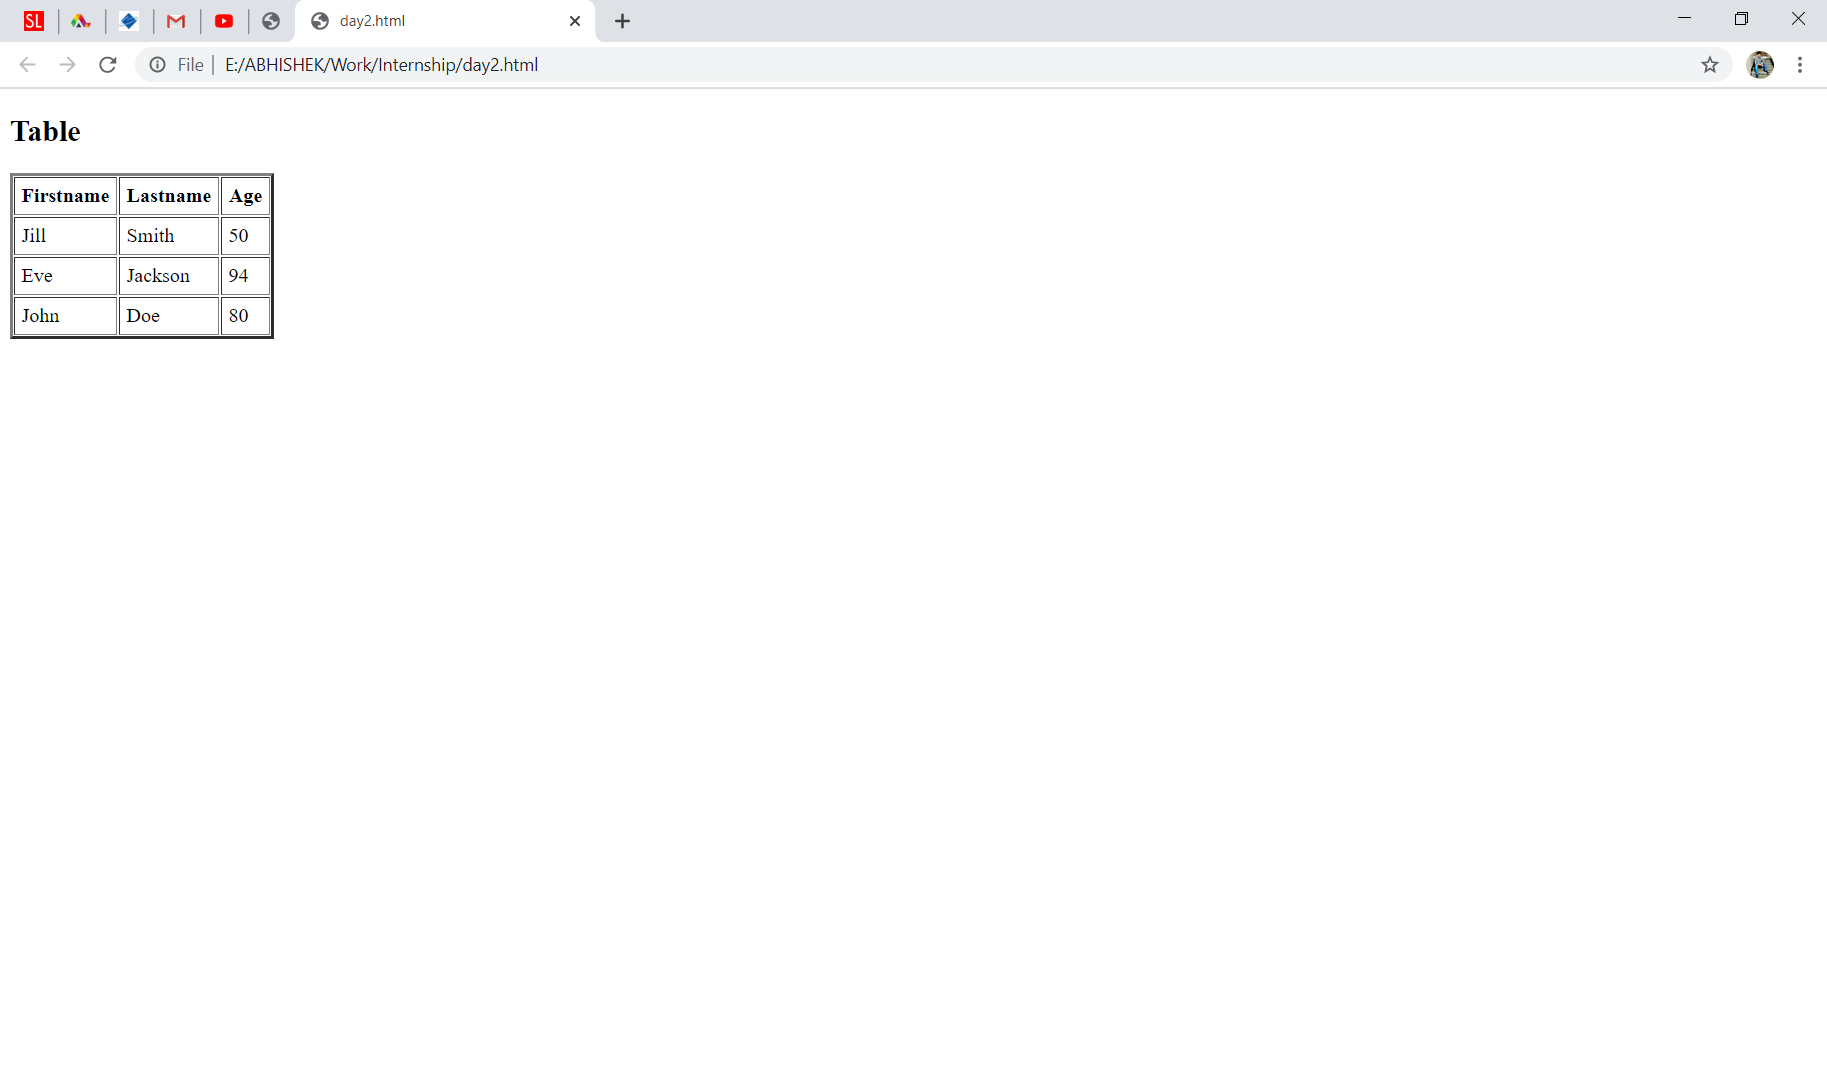 SL
day2.html
File | E:/ABHISHEK/Work/Internship/day2.html
Table
Firstname Lastname Age
Jill Smith 50
Eve Jackson 94
John Doe 80